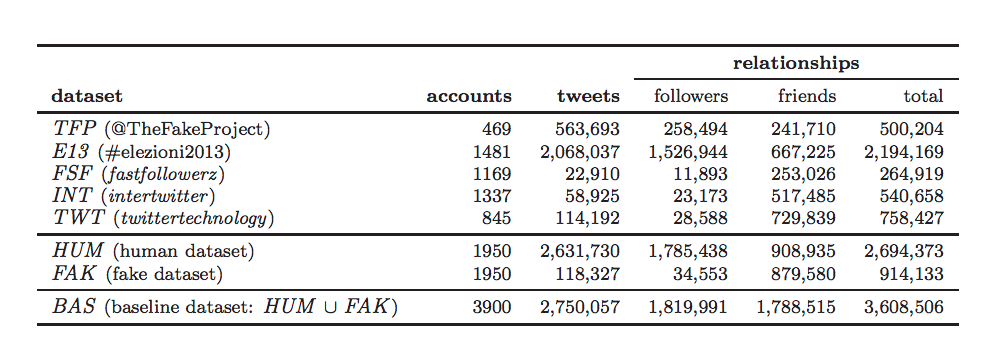 relationships
dataset accounts tweets followers friends total
TFP (@TheFakeProject) 469 563,693 258,494 241,710 500,204
E13 (#elezioni2013) 1481 2,068,037 1,526,944 667,225 2,194,169
FSF (fastfollowerz) 1169 22,910 11,893 253,026 264,919
INT (intertwitter) 1337 58,925 23,173 517,485 540,658
TWT (twittertechnology) 845 114,192 28,588 729,839 758,427
HUM (human dataset) 1950 2,631,730 1,785,438 908,935 2,694,373
FAK (fake dataset) 1950 118,327 34,553 879,580 914,133
BAS (baseline dataset: HUM ∪ FAK) 3900 2,750,057 1,819,991 1,788,515 3,608,506